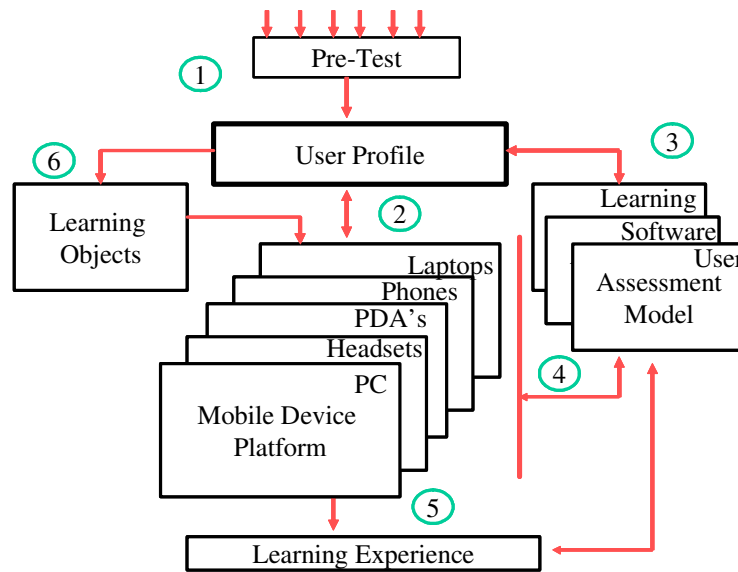 Pre-Test
1
User Profile
3
6
2
Learning
Objects
Learning
Software
User
Assessment
Model
Laptops
Phones
PDA's
Headsets
PC
Mobile Device
Platform
4
5
Learning Experience